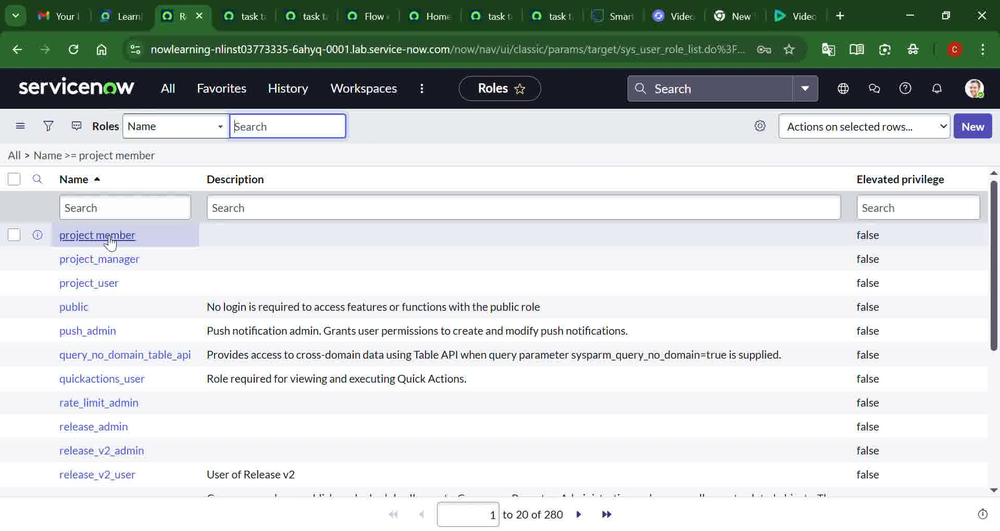 Your
Learn
R
task t
task t
Flow
Home
task t
task t
Smar
Video
New
Video
nowlearning-nlinst03773335-6ahyq-0001.lab.service-now.com/now/nav/ui/classic/params/target/sys_user_role_list.do%3F...
C
servicenow All Favorites History Workspaces Roles Search
Roles Name Search Actions on selected rows... New
All > Name >= project member
Name Description Elevated privilege
Search Search Search
project member false
project_manager false
project_user false
public No login is required to access features or functions with the public role false
push_admin Push notification admin. Grants user permissions to create and modify push notifications. false
query_no_domain_table_api Provides access to cross-domain data using Table API when query parameter sysparm_query_no_domain=true is supplied. false
quickactions_user Role required for viewing and executing Quick Actions. false
rate_limit_admin false
release_admin false
release_v2_admin false
release_v2_user User of Release v2 false
1 to 20 of 280